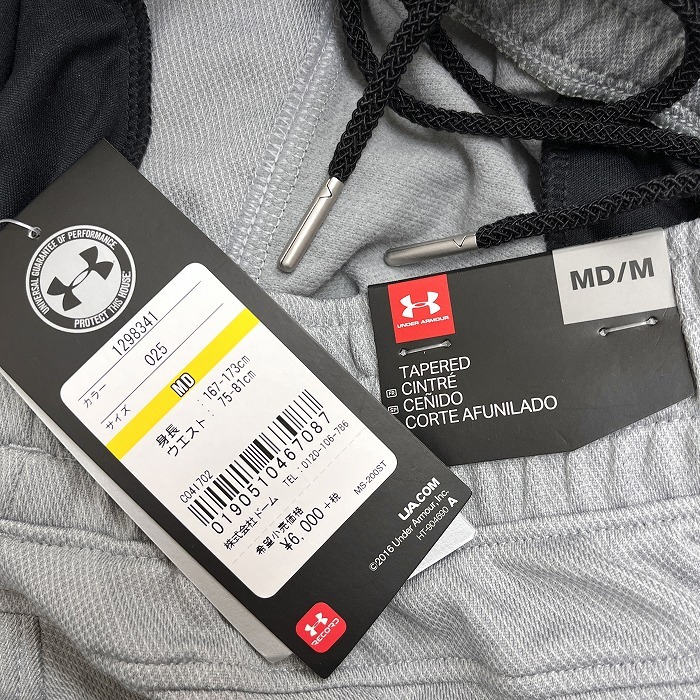 UNIVERSAL GUARANTEE OF PERFORMANCE
PROTECT THIS HOUSE
1298341
カラー 025
サイズ MD
身長 : 167-173cm
ウエスト : 75-81cm
C041702
0190510467087
TEL : 0120-106-786
株式会社ドーム
希望小売価格
¥6,000 +税
MS-200ST
UA.COM
©2016 Under Armour, Inc.
HT-904690 A
RECORD
UNDER ARMOUR
MD/M
TAPERED
FR CINTRÉ
SP CEÑIDO
CORTE AFUNILADO